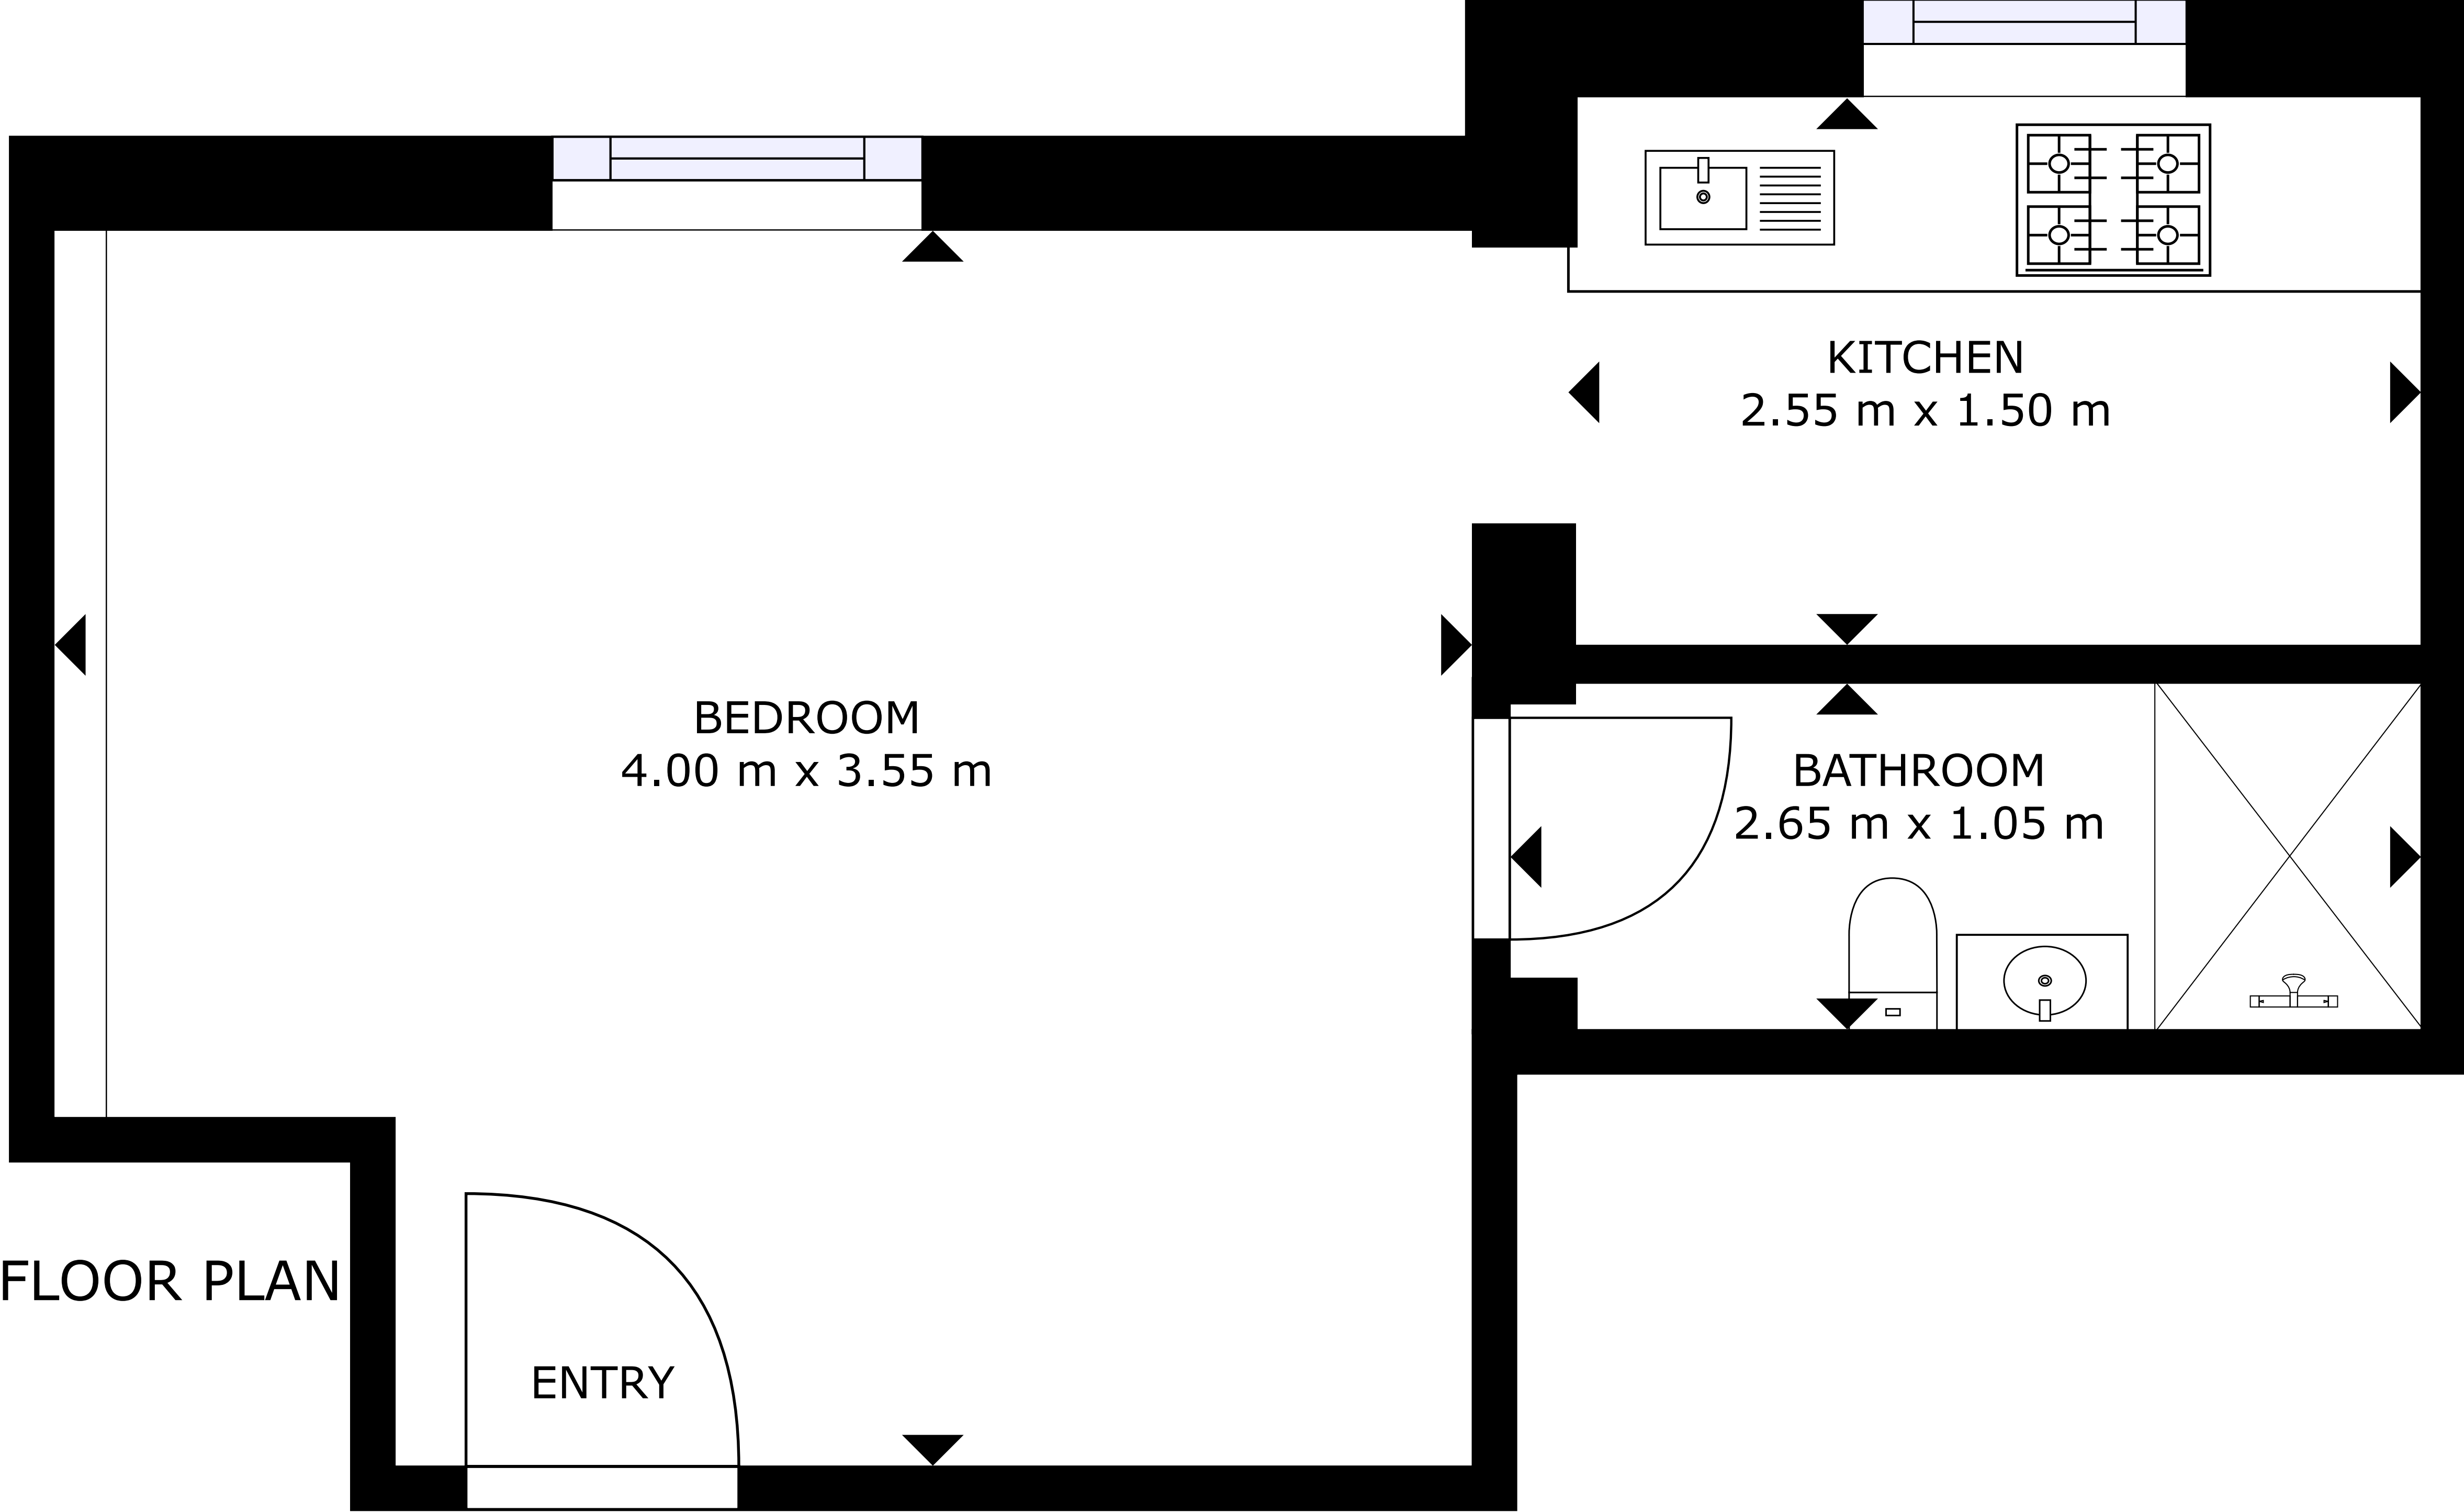 KITCHEN
2.55 m x 1.50 m
BEDROOM
4.00 m x 3.55 m
BATHROOM
2.65 m x 1.05 m
FLOOR PLAN
ENTRY